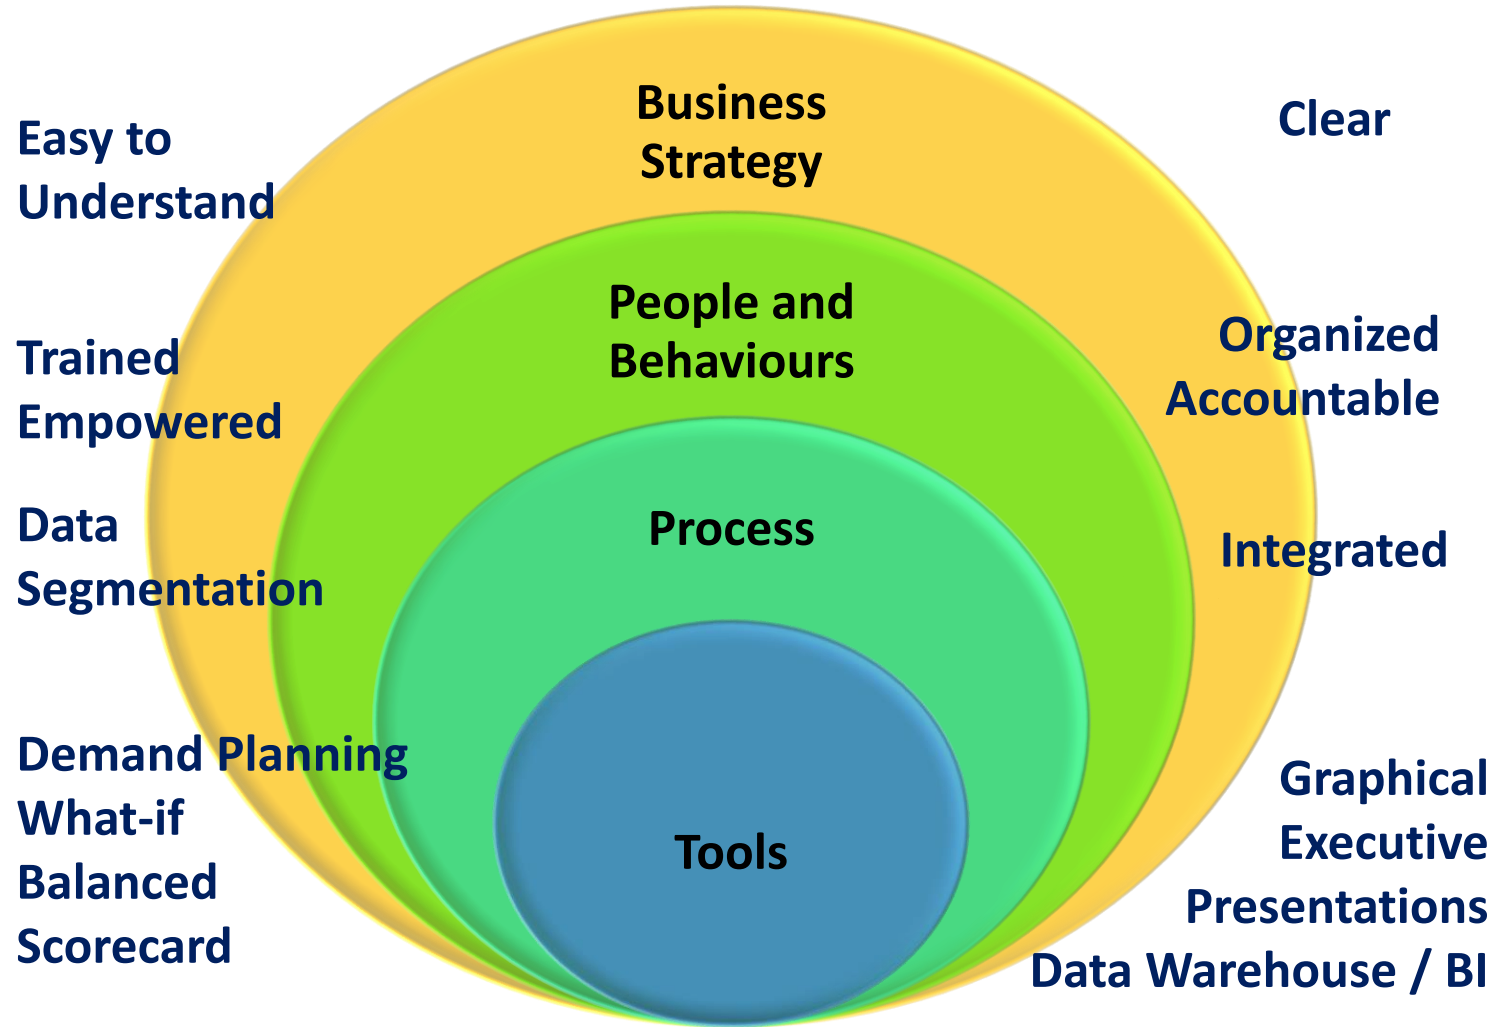 Business
Strategy
Easy to
Understand
Clear
People and
Behaviours
Trained
Empowered
Organized
Accountable
Process
Data
Segmentation
Integrated
Tools
Demand Planning
What-if
Balanced
Scorecard
Graphical
Executive
Presentations
Data Warehouse / BI